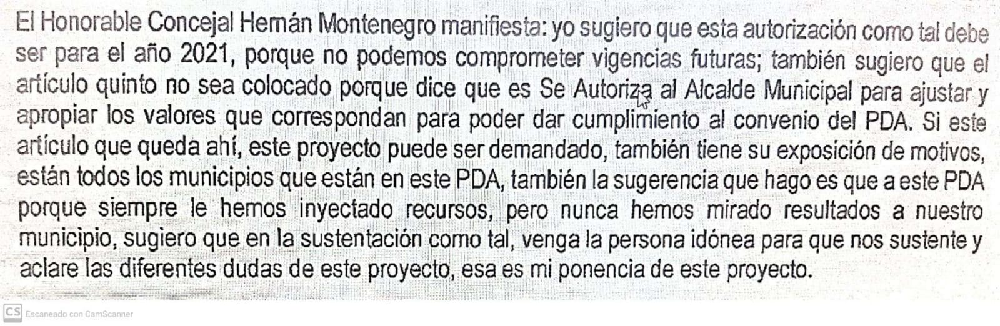 El Honorable Concejal Hernán Montenegro manifiesta: yo sugiero que esta autorización como tal debe
ser para el año 2021, porque no podemos comprometer vigencias futuras; también sugiero que el
artículo quinto no sea colocado porque dice que es Se Autoriza al Alcalde Municipal para ajustar y
apropiar los valores que correspondan para poder dar cumplimiento al convenio del PDA. Si este
artículo que queda ahí, este proyecto puede ser demandado, también tiene su exposición de motivos,
están todos los municipios que están en este PDA, también la sugerencia que hago es que a este PDA
porque siempre le hemos inyectado recursos, pero nunca hemos mirado resultados a nuestro
municipio, sugiero que en la sustentación como tal, venga la persona idónea para que nos sustente y
aclare las diferentes dudas de este proyecto, esa es mi ponencia de este proyecto.
CS Escaneado con CamScanner